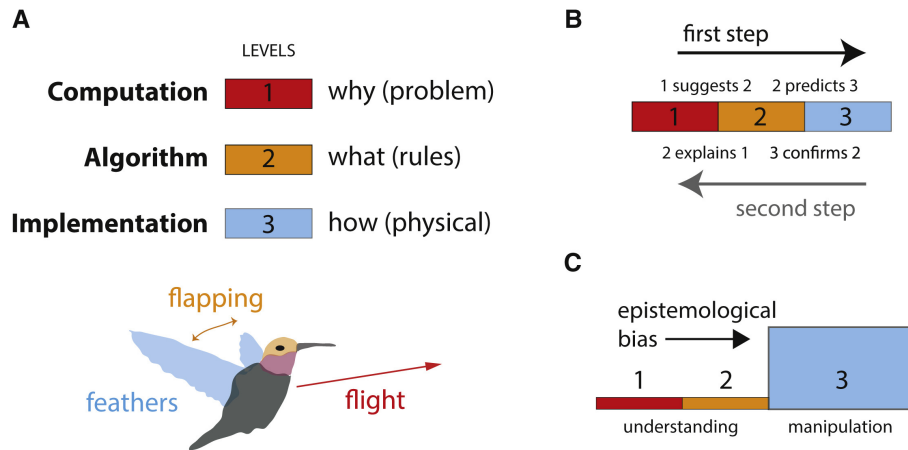 A
LEVELS
Computation 1 why (problem)
Algorithm 2 what (rules)
Implementation 3 how (physical)
flapping
feathers
flight
B
first step
1 suggests 2 2 predicts 3
1 2 3
2 explains 1 3 confirms 2
second step
C
epistemological
bias
1 2 3
understanding manipulation